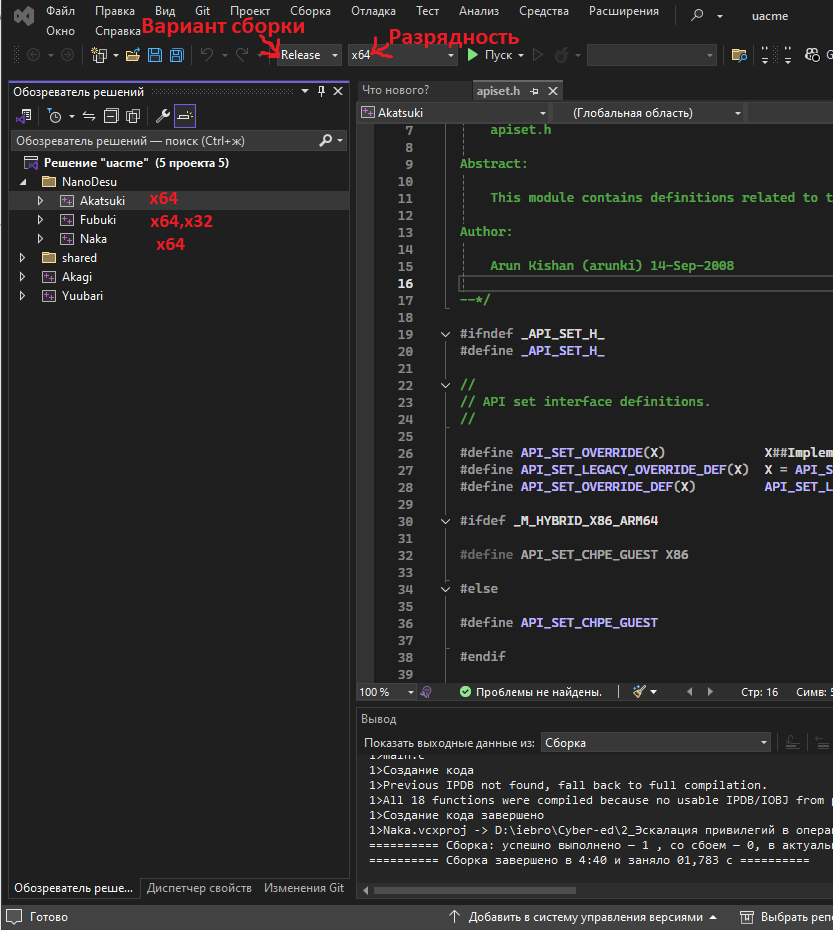 Файл Правка Вид Git Проект Сборка Отладка Тест Анализ Средства Расширения uacme
Окно Справка
Вариант сборки
Разрядность
Release x64 Пуск
Обозреватель решений
Обозреватель решений — поиск (Ctrl+ж)
Решение "uacme" (5 проекта 5)
NanoDesu
Akatsuki x64
Fubuki x64,x32
Naka x64
shared
Akagi
Yuubari
Что нового? apiset.h
Akatsuki (Глобальная область)
7 apiset.h
8
9 Abstract:
10
11 This module contains definitions related to t
12
13 Author:
14
15 Arun Kishan (arunki) 14-Sep-2008
16
17 --*/
18
19 #ifndef _API_SET_H_
20 #define _API_SET_H_
21
22 //
23 // API set interface definitions.
24 //
25
26 #define API_SET_OVERRIDE(X) X##Implem
27 #define API_SET_LEGACY_OVERRIDE_DEF(X) X = API_S
28 #define API_SET_OVERRIDE_DEF(X) API_SET_L
29
30 #ifdef _M_HYBRID_X86_ARM64
31
32 #define API_SET_CHPE_GUEST X86
33
34 #else
35
36 #define API_SET_CHPE_GUEST
37
38 #endif
39
100 % Проблемы не найдены. Стр: 16 Симв: 5
Вывод
Показать выходные данные из: Сборка
1>main.c
1>Создание кода
1>Previous IPDB not found, fall back to full compilation.
1>All 18 functions were compiled because no usable IPDB/IOBJ from p
1>Создание кода завершено
1>Naka.vcxproj -> D:\iebro\Cyber-ed\2_Эскалация привилегий в опера
========== Сборка: успешно выполнено — 1 , со сбоем — 0, в актуаль
========== Сборка завершено в 4:40 и заняло 01,783 с ==========
Обозреватель реше... Диспетчер свойств Изменения Git
Готово Добавить в систему управления версиями Выбрать репо